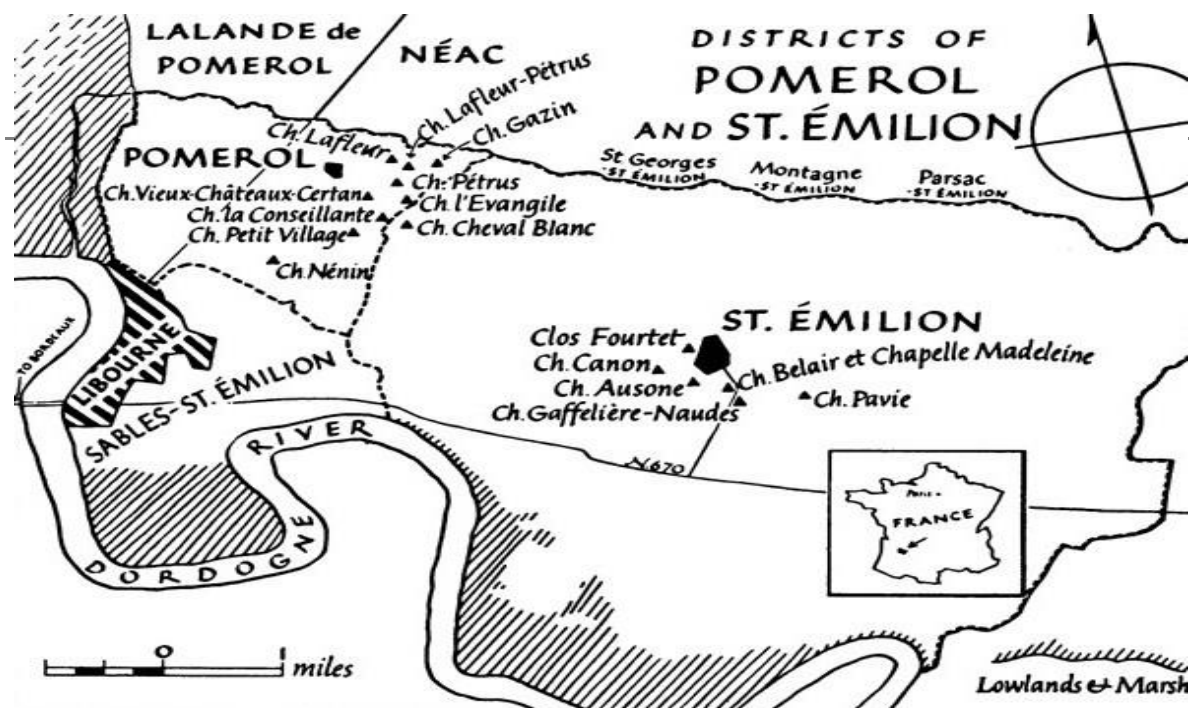 DISTRICTS OF
POMEROL
AND ST. ÉMILION
LALANDE de
POMEROL
NÉAC
Ch. Lafleur-Pétrus
Ch. Lafleur
Ch. Gazin
POMEROL
Ch. Pétrus
Ch. Vieux-Châteaux-Certan
Ch. l'Evangile
Ch. la Conseillante
Ch. Cheval Blanc
Ch. Petit Village
Ch. Nénin
St Georges
-ST ÉMILION
Montagne
-ST ÉMILION
Parsac
-ST ÉMILION
TO BORDEAUX
LIBOURNE
SABLES-ST. ÉMILION
ST. ÉMILION
Clos Fourtet
Ch. Canon
Ch. Belair et Chapelle Madeleine
Ch. Ausone
Ch. Pavie
Ch. Gaffelière-Naudes
N670
DORDOGNE RIVER
Paris
FRANCE
0 1 miles
Lowlands & Marsh